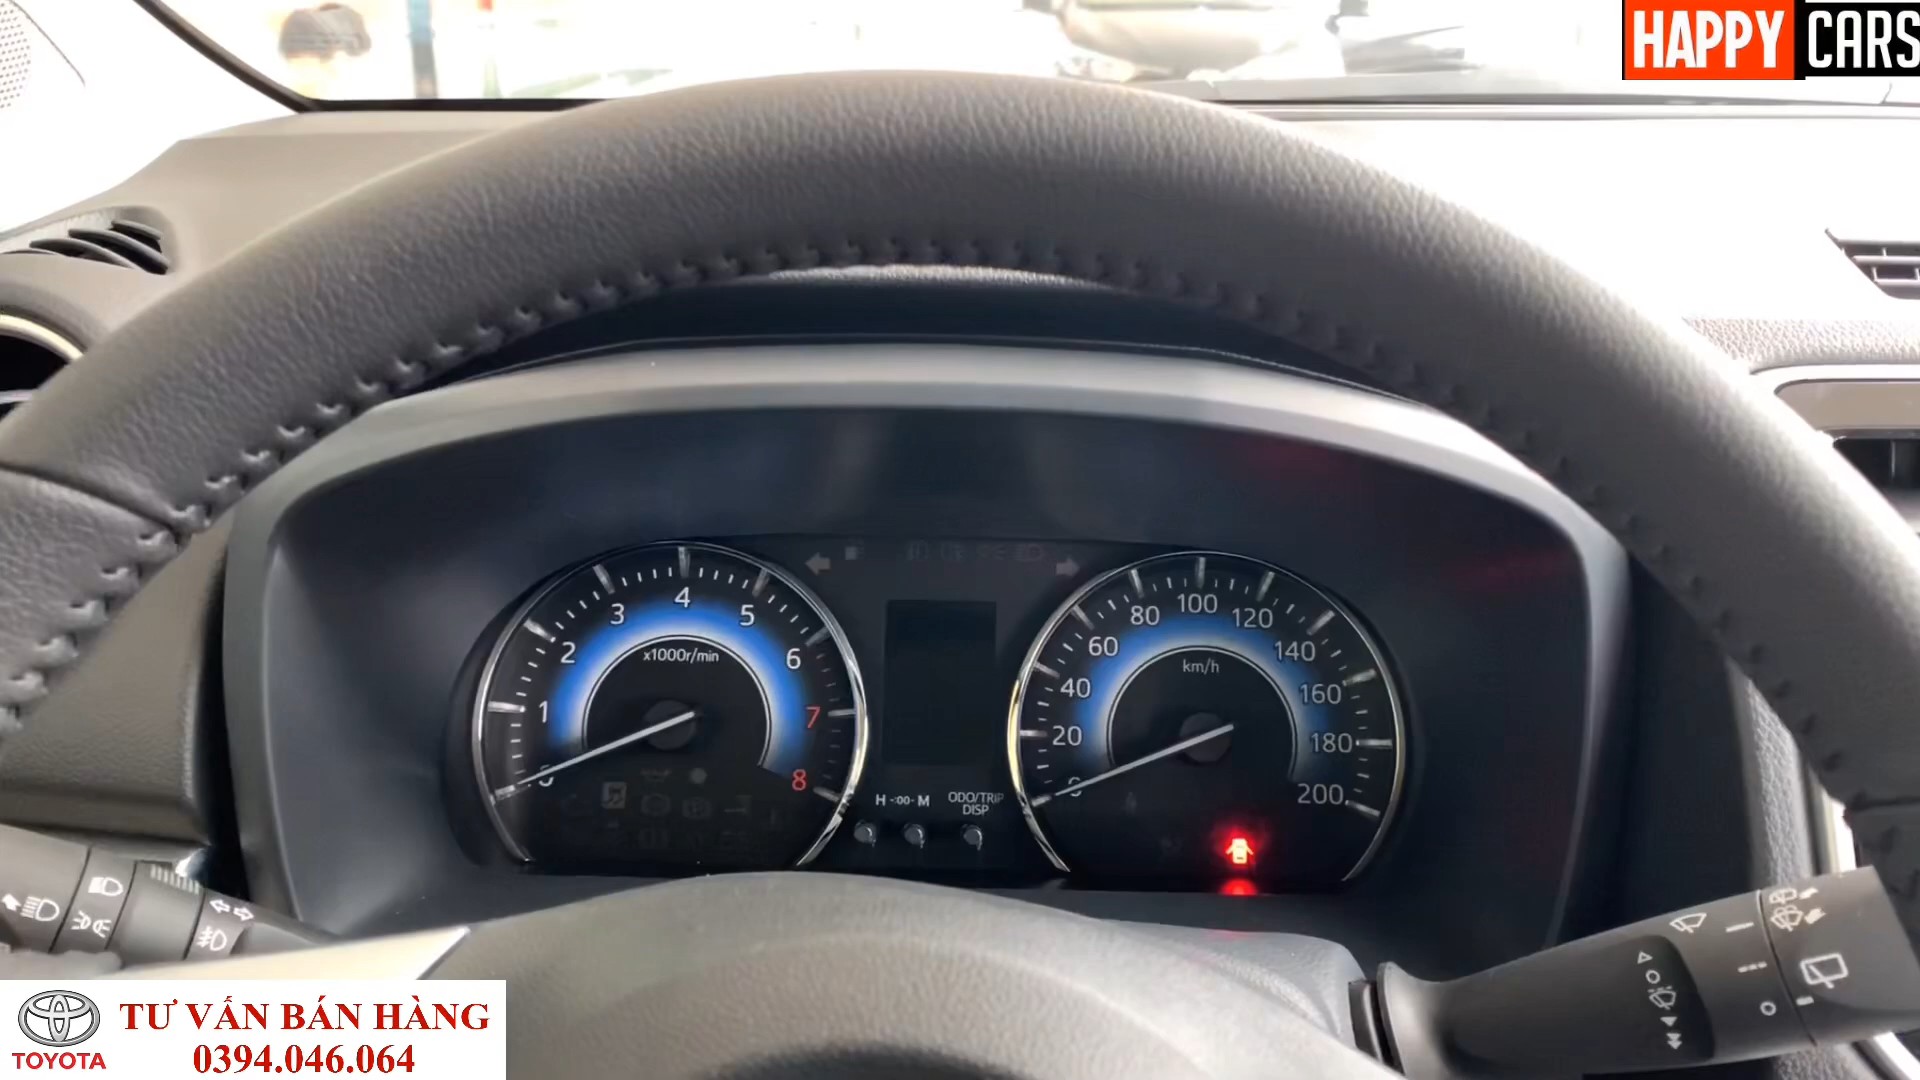 HAPPY CARS
0
1
2
3
4
5
6
7
8
x1000r/min
H -:00- M
ODO/TRIP
DISP
20
40
60
80
100
120
140
160
180
200
km/h
TƯ VẤN BÁN HÀNG
0394.046.064
TOYOTA